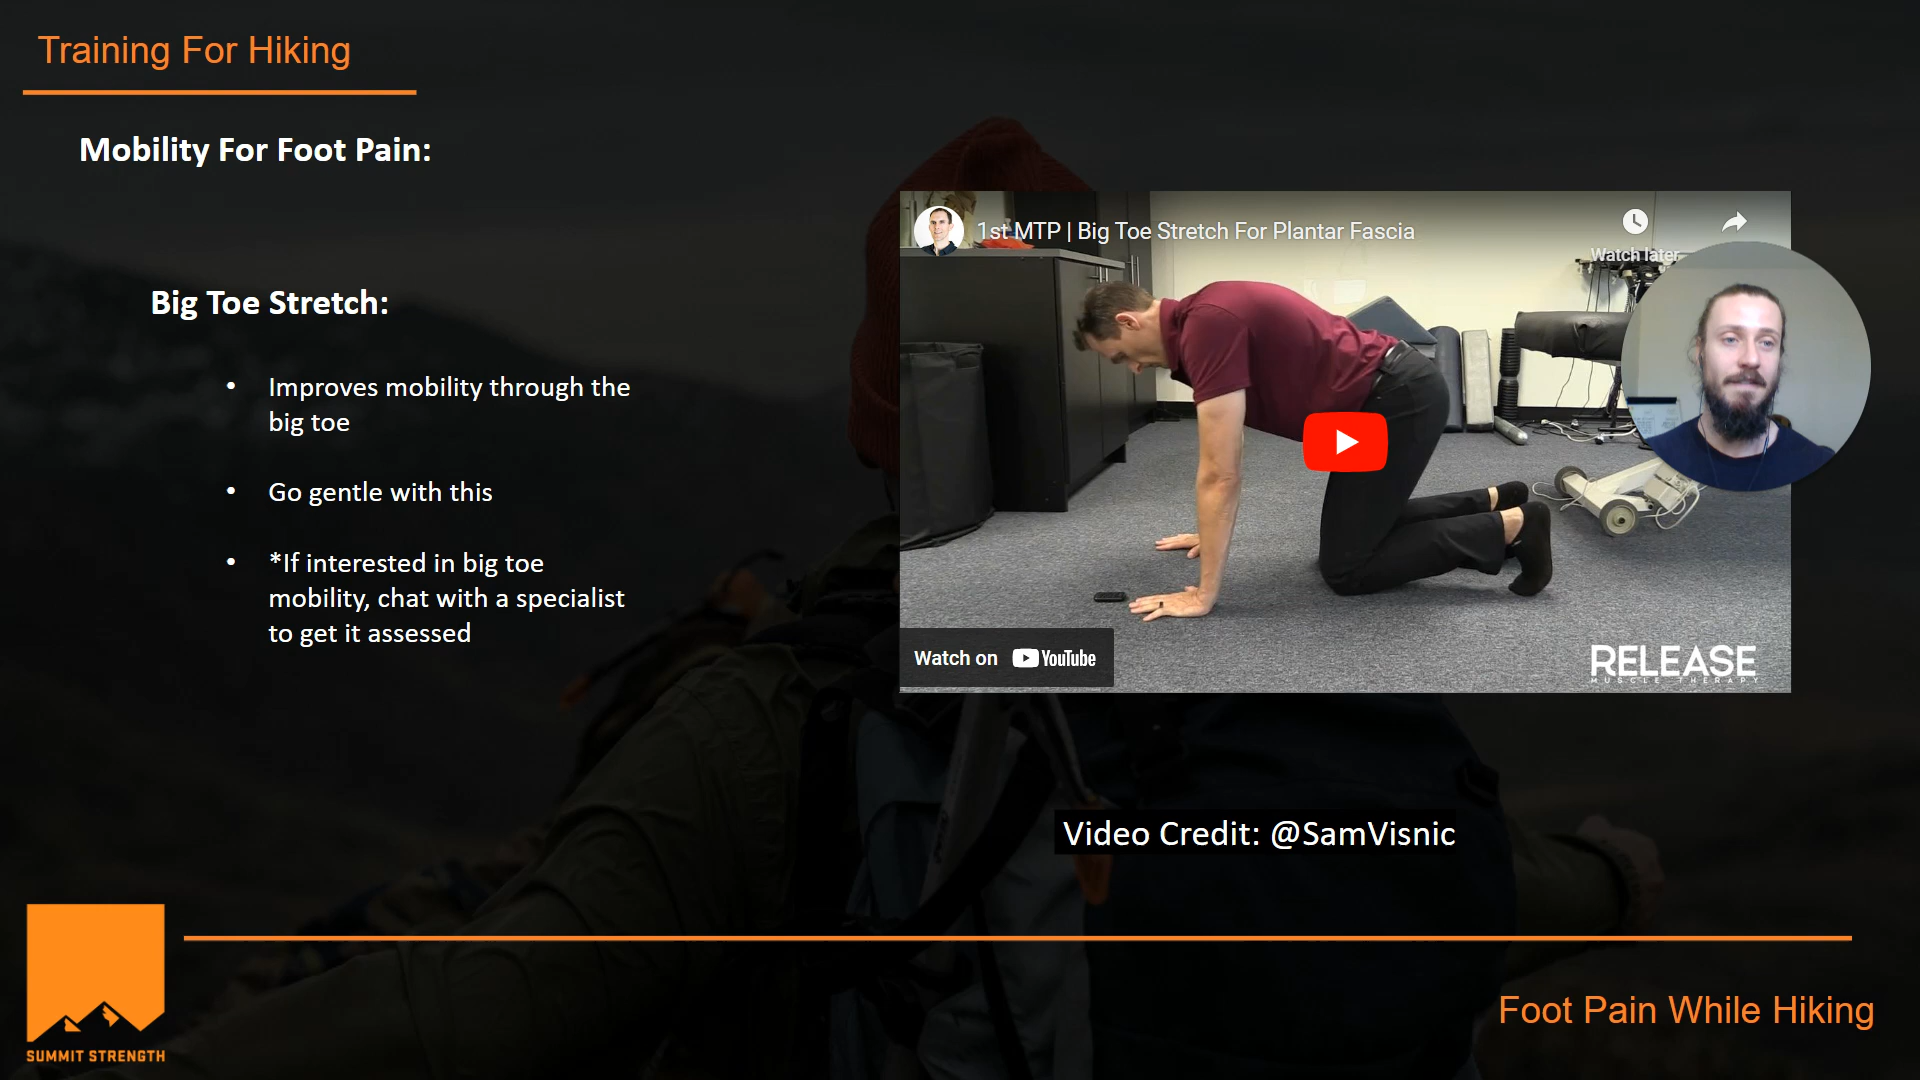 Training For Hiking
Mobility For Foot Pain:
Big Toe Stretch:
• Improves mobility through the
big toe
• Go gentle with this
• *If interested in big toe
mobility, chat with a specialist
to get it assessed
1st MTP | Big Toe Stretch For Plantar Fascia
Watch later
Watch on YouTube
RELEASE
MUSCLE THERAPY
Video Credit: @SamVisnic
SUMMIT STRENGTH
Foot Pain While Hiking